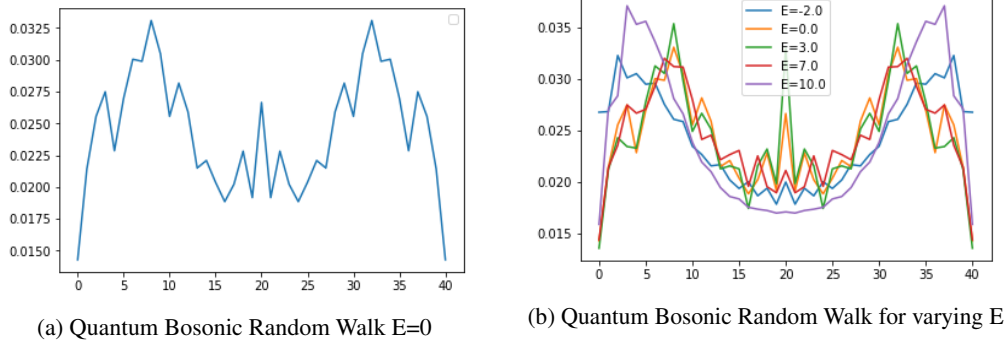 0.0325
0.0300
0.0275
0.0250
0.0225
0.0200
0.0175
0.0150
0 5 10 15 20 25 30 35 40
(a) Quantum Bosonic Random Walk E=0
E=-2.0
E=0.0
E=3.0
E=7.0
E=10.0
0.035
0.030
0.025
0.020
0.015
0 5 10 15 20 25 30 35 40
(b) Quantum Bosonic Random Walk for varying E